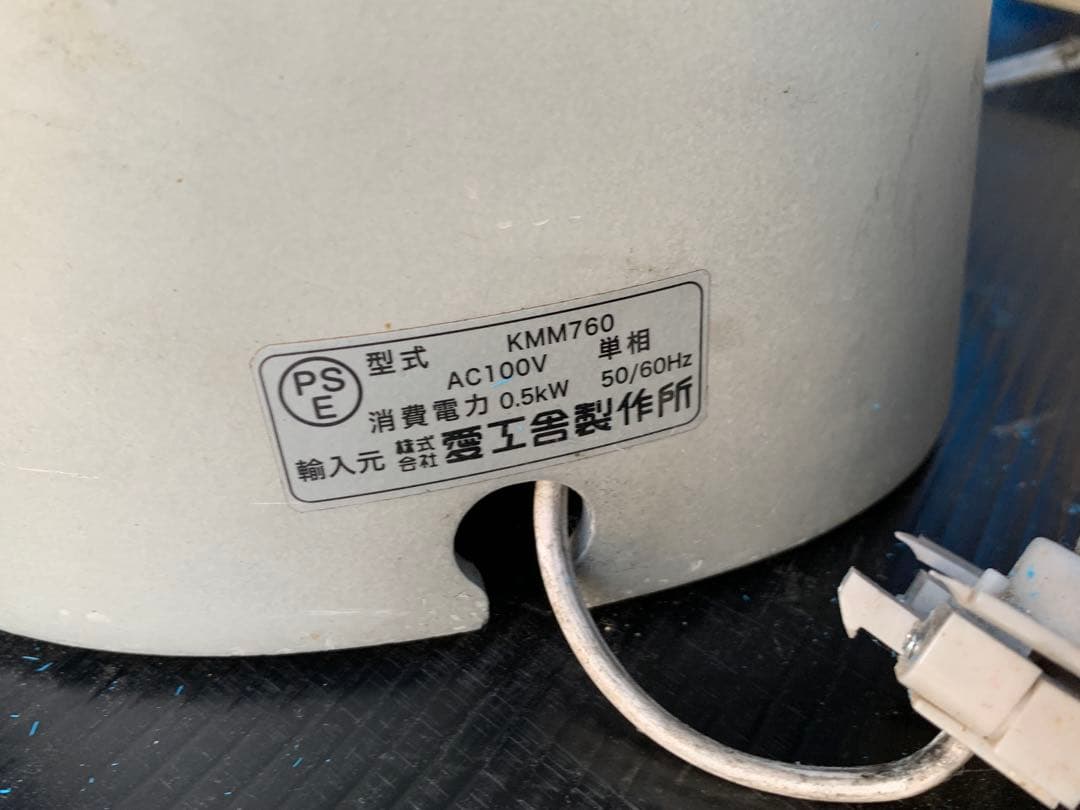 PS
E
型式 KMM760
AC100V 単相
消費電力 0.5kW 50/60Hz
輸入元 株式会社 愛工舎製作所